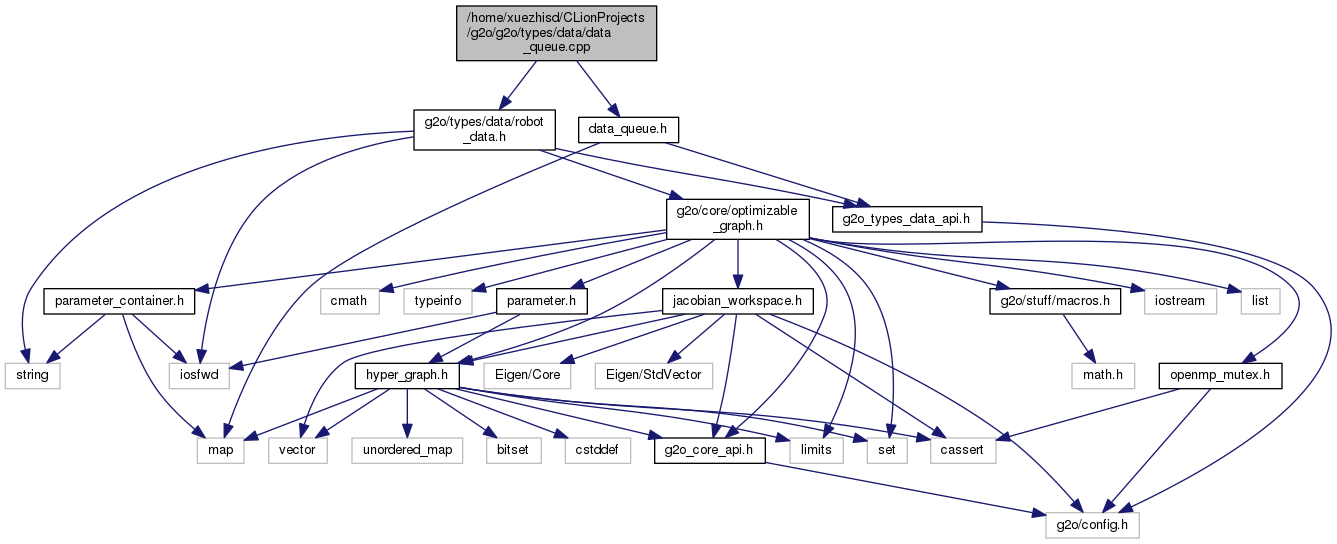 /home/xuezhisd/CLionProjects
/g2o/g2o/types/data/data
_queue.cpp
g2o/types/data/robot
_data.h
data_queue.h
g2o/core/optimizable
_graph.h
g2o_types_data_api.h
parameter_container.h
cmath
typeinfo
parameter.h
jacobian_workspace.h
g2o/stuff/macros.h
iostream
list
string
iosfwd
hyper_graph.h
Eigen/Core
Eigen/StdVector
math.h
openmp_mutex.h
map
vector
unordered_map
bitset
cstddef
g2o_core_api.h
limits
set
cassert
g2o/config.h